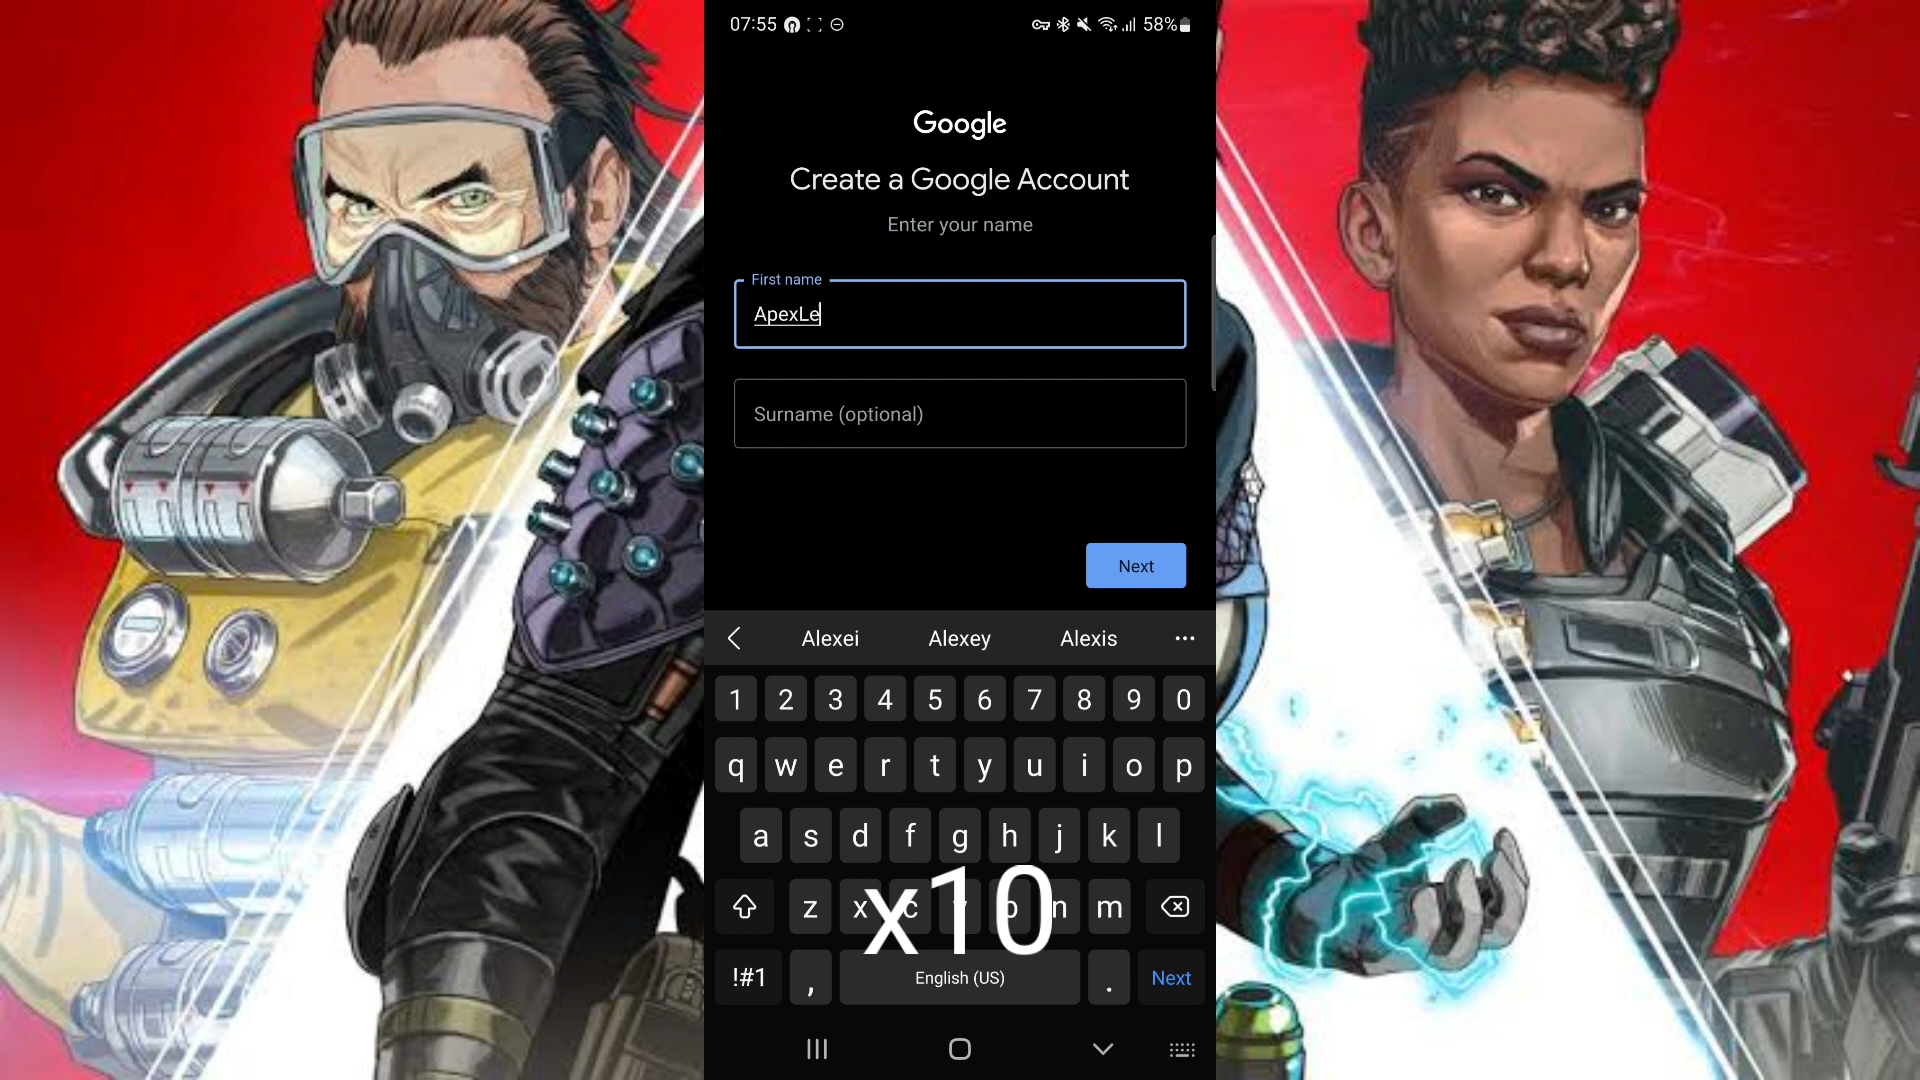 07:55
58%
Google
Create a Google Account
Enter your name
First name
ApexLe
Surname (optional)
Next
Alexei Alexey Alexis
1 2 3 4 5 6 7 8 9 0
q w e r t y u i o p
a s d f g h j k l
z x c v b n m
x10
!#1 , English (US) . Next